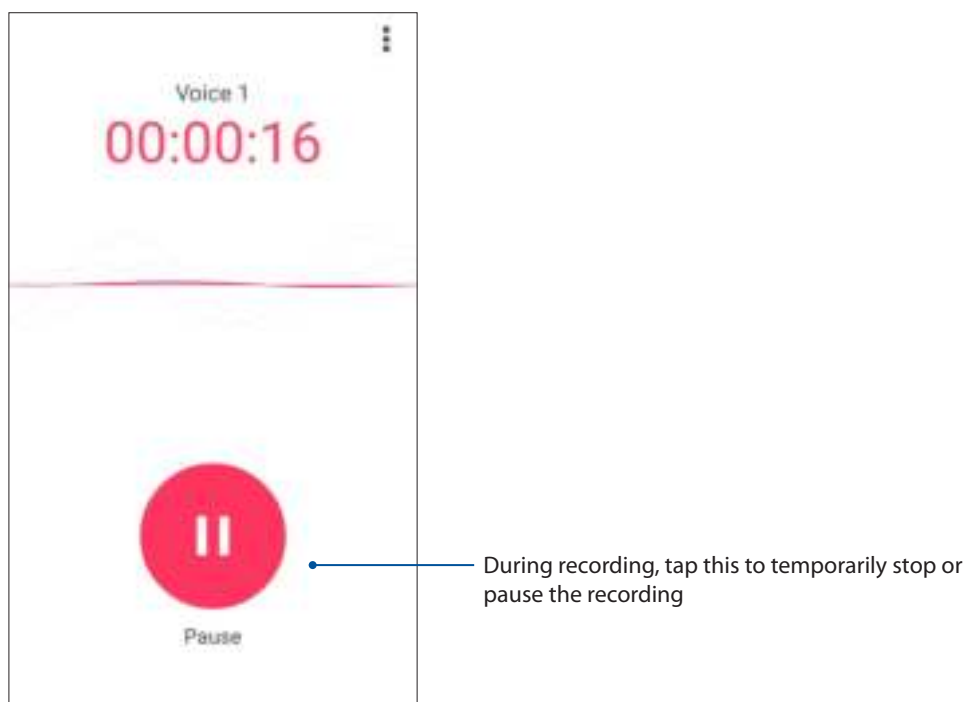 Voice 1
00:00:16
During recording, tap this to temporarily stop or
pause the recording
Pause